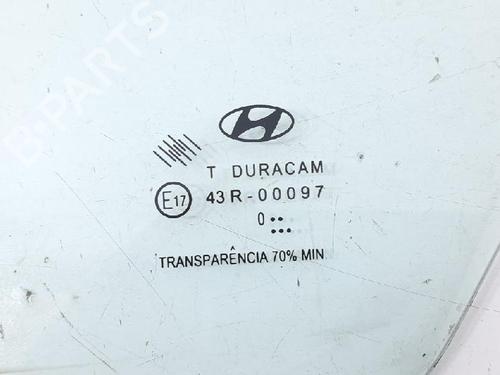 B-PARTS
T DURACAM
E17 43R-00097
0
TRANSPARÊNCIA 70% MIN